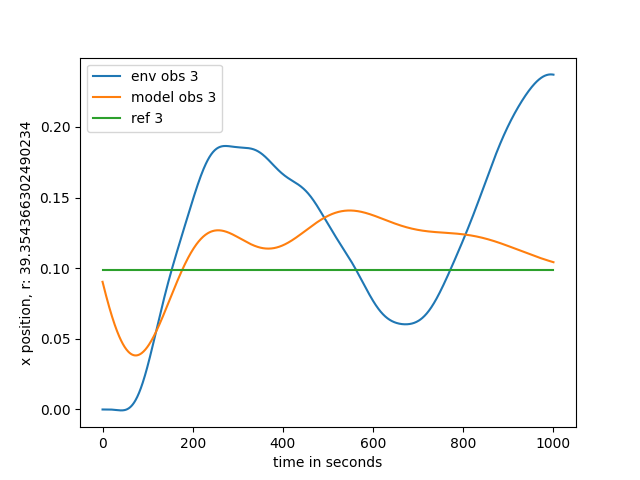 env obs 3
model obs 3
ref 3
0.20
0.15
0.10
0.05
0.00
x position, r: 39.354366302490234
0 200 400 600 800 1000
time in seconds